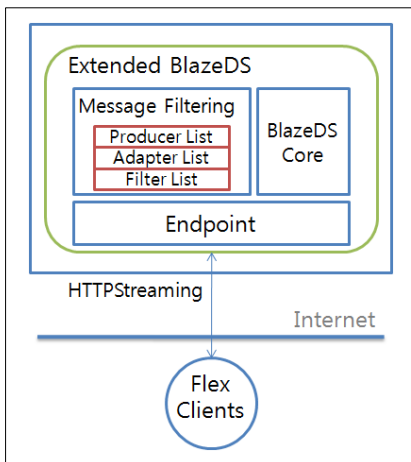 Extended BlazeDS
Message Filtering
Producer List
Adapter List
Filter List
BlazeDS
Core
Endpoint
HTTPStreaming
Internet
Flex
Clients